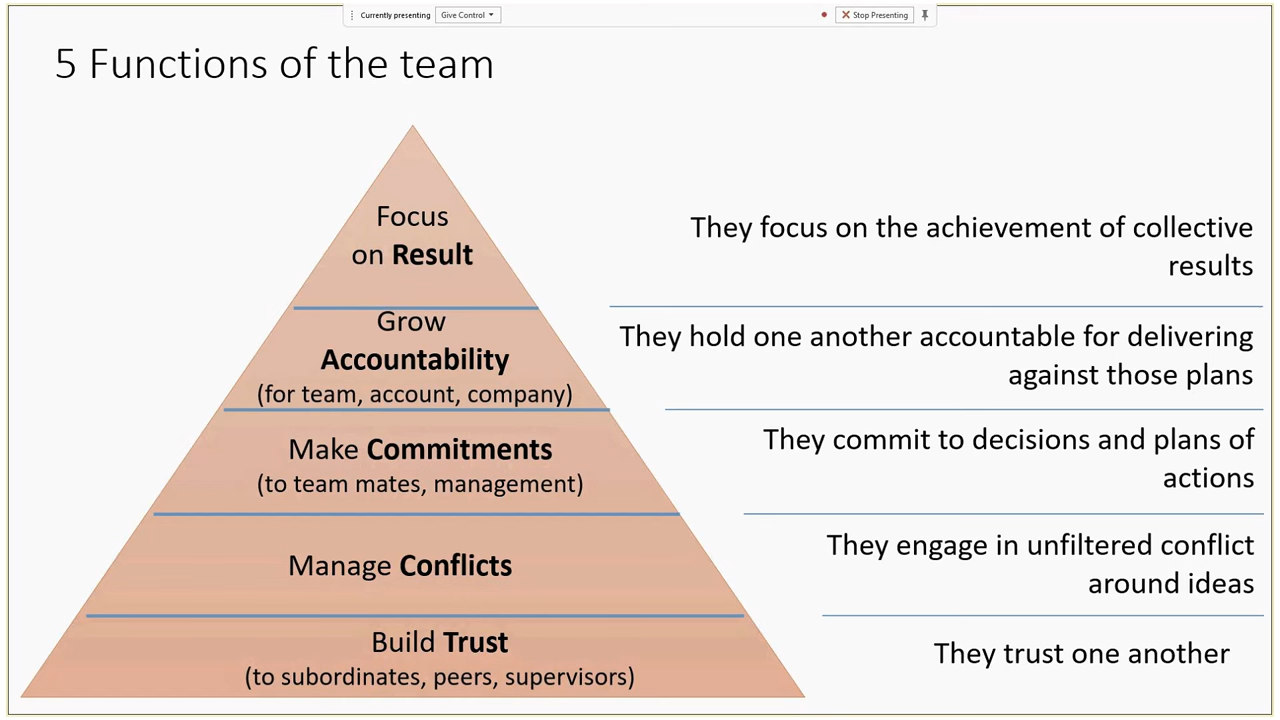 Currently presenting Give Control Stop Presenting
5 Functions of the team
Focus
on Result
They focus on the achievement of collective
results
Grow
Accountability
(for team, account, company)
They hold one another accountable for delivering
against those plans
Make Commitments
(to team mates, management)
They commit to decisions and plans of
actions
Manage Conflicts
They engage in unfiltered conflict
around ideas
Build Trust
(to subordinates, peers, supervisors)
They trust one another